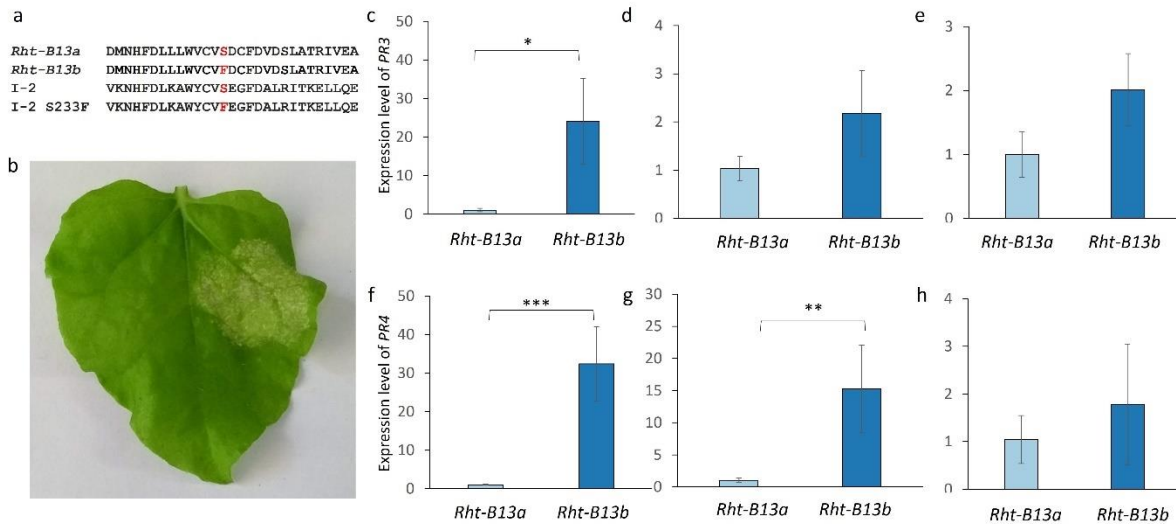 a
Rht-B13a DMNHFDLLLWVCVSDCFDVDSLATRIVEA
Rht-B13b DMNHFDLLLWVCVFDCFDVDSLATRIVEA
I-2 VKNHFDLKAWYCVSEGFDALRITKELLQE
I-2 S233F VKNHFDLKAWYCVFEGFDALRITKELLQE
b
c
Expression level of PR3
50
40
30
20
10
0
*
Rht-B13a Rht-B13b
d
4
3
2
1
0
Rht-B13a Rht-B13b
e
3
2
1
0
Rht-B13a Rht-B13b
f
Expression level of PR4
50
40
30
20
10
0
***
Rht-B13a Rht-B13b
g
30
25
20
15
10
5
0
**
Rht-B13a Rht-B13b
h
4
3
2
1
0
Rht-B13a Rht-B13b